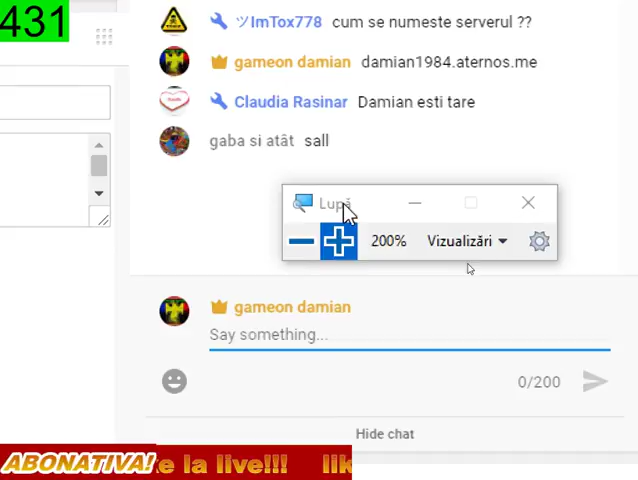 431
ツImTox778 cum se numeste serverul ??
gameon damian damian1984.aternos.me
Claudia Rasinar Damian esti tare
gaba si atât sall
Lupă
200% Vizualizări
gameon damian
Say something...
0/200
Hide chat
ABONATIVA! te la live!!! lik